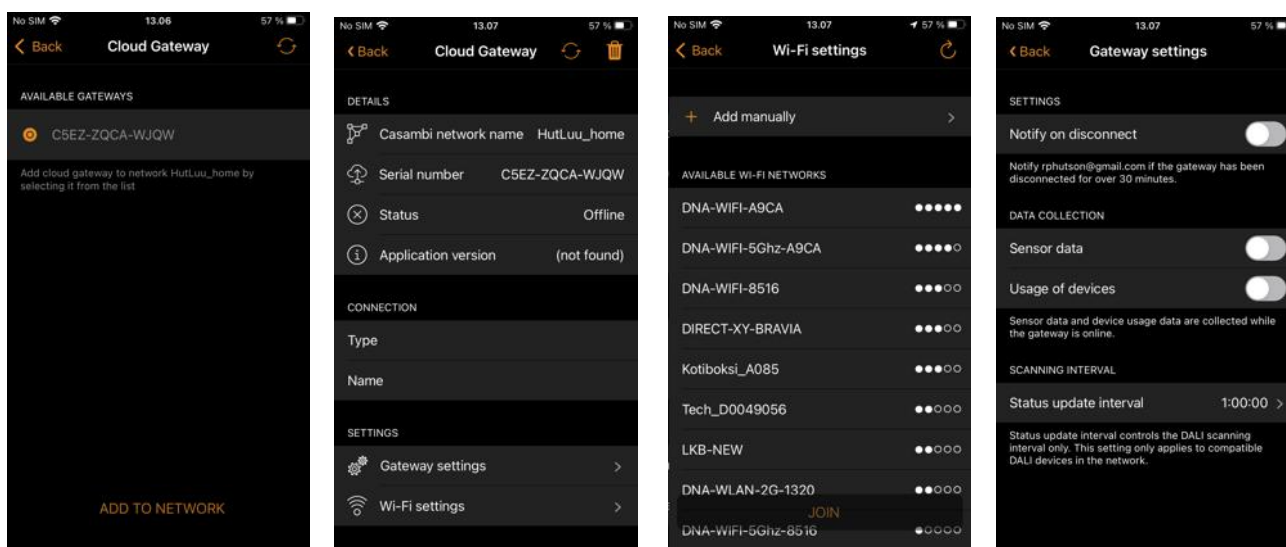 No SIM 13.06 57 %
Back Cloud Gateway
AVAILABLE GATEWAYS
C5EZ-ZQCA-WJQW
Add cloud gateway to network HutLuu_home by
selecting it from the list
ADD TO NETWORK
No SIM 13.07 57 %
Back Cloud Gateway
DETAILS
Casambi network name HutLuu_home
Serial number C5EZ-ZQCA-WJQW
Status Offline
Application version (not found)
CONNECTION
Type
Name
SETTINGS
Gateway settings
Wi-Fi settings
No SIM 13.07 57 %
Back Wi-Fi settings
Add manually
AVAILABLE WI-FI NETWORKS
DNA-WIFI-A9CA
DNA-WIFI-5Ghz-A9CA
DNA-WIFI-8516
DIRECT-XY-BRAVIA
Kotiboksi_A085
Tech_D0049056
LKB-NEW
DNA-WLAN-2G-1320
JOIN
DNA-WIFI-5Ghz-8516
No SIM 13.07 57 %
Back Gateway settings
SETTINGS
Notify on disconnect
Notify rphutson@gmail.com if the gateway has been
disconnected for over 30 minutes.
DATA COLLECTION
Sensor data
Usage of devices
Sensor data and device usage data are collected while
the gateway is online.
SCANNING INTERVAL
Status update interval 1:00:00
Status update interval controls the DALI scanning
interval only. This setting only applies to compatible
DALI devices in the network.